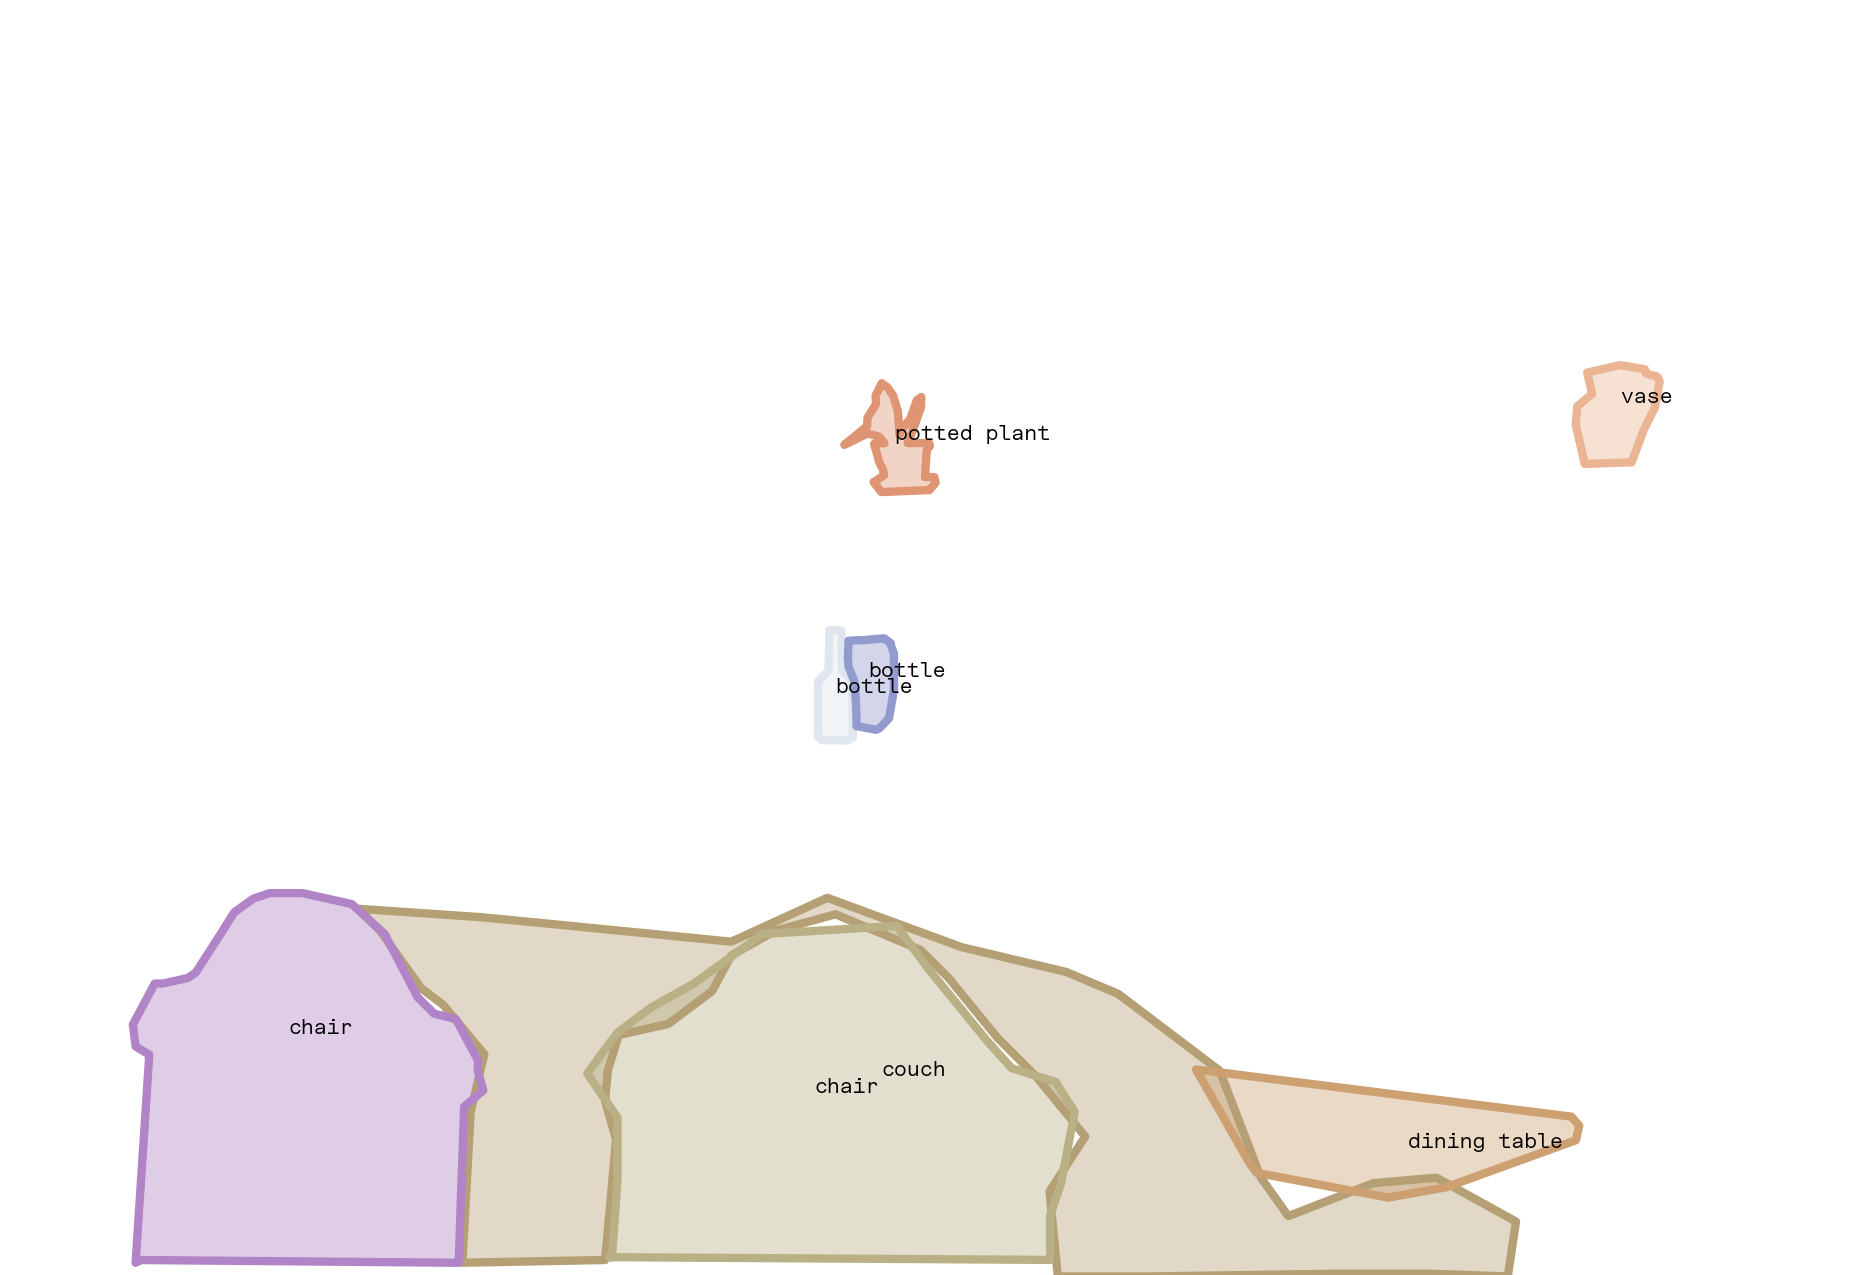 vase
potted plant
bottle
bottle
chair
couch
chair
dining table